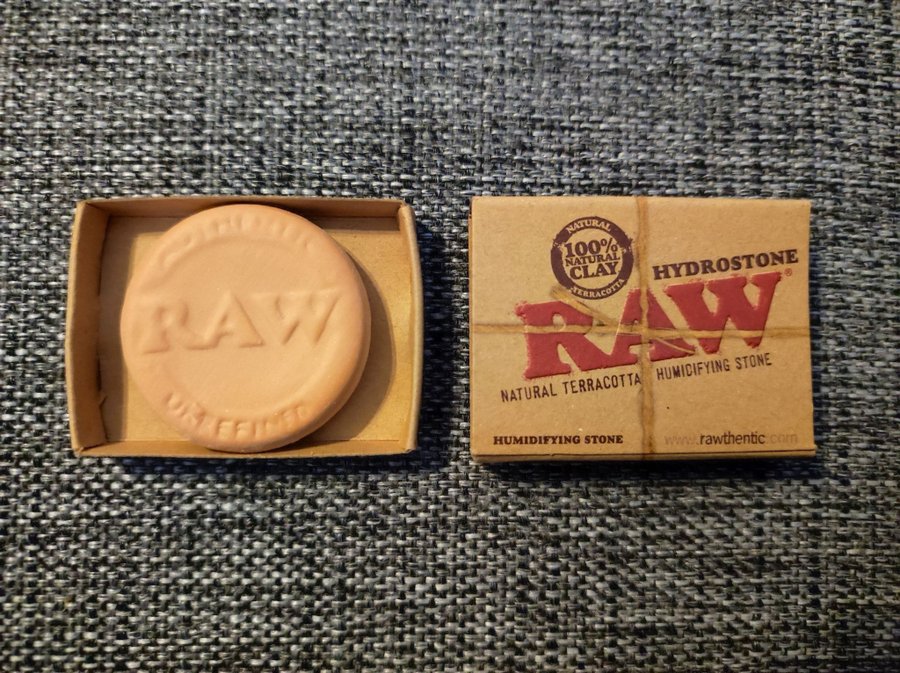 RAW
UNREFINED
NATURAL
100%
NATURAL
CLAY
TERRACOTTA
HYDROSTONE
RAW®
NATURAL TERRACOTTA HUMIDIFYING STONE
HUMIDIFYING STONE
www.rawthentic.com